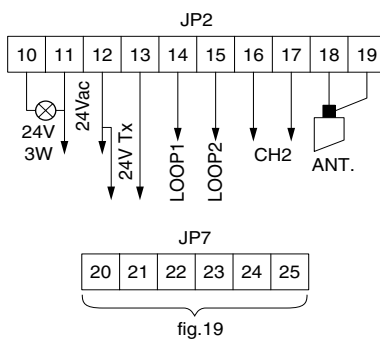 JP2
10 11 12 13 14 15 16 17 18 19
24V
3W
24Vac
24V Tx
LOOP1
LOOP2
CH2
ANT.
JP7
20 21 22 23 24 25
fig.19